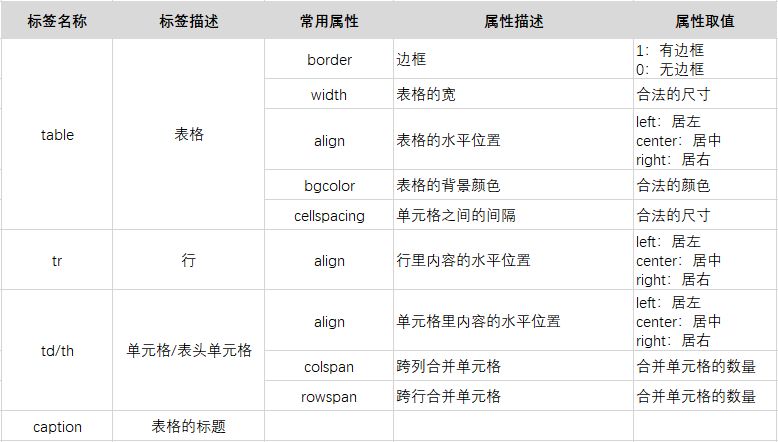 标签名称 标签描述 常用属性 属性描述 属性取值
table 表格 border 边框 1：有边框
0：无边框
width 表格的宽 合法的尺寸
align 表格的水平位置 left：居左
center：居中
right：居右
bgcolor 表格的背景颜色 合法的颜色
cellspacing 单元格之间的间隔 合法的尺寸
tr 行 align 行里内容的水平位置 left：居左
center：居中
right：居右
td/th 单元格/表头单元格 align 单元格里内容的水平位置 left：居左
center：居中
right：居右
colspan 跨列合并单元格 合并单元格的数量
rowspan 跨行合并单元格 合并单元格的数量
caption 表格的标题